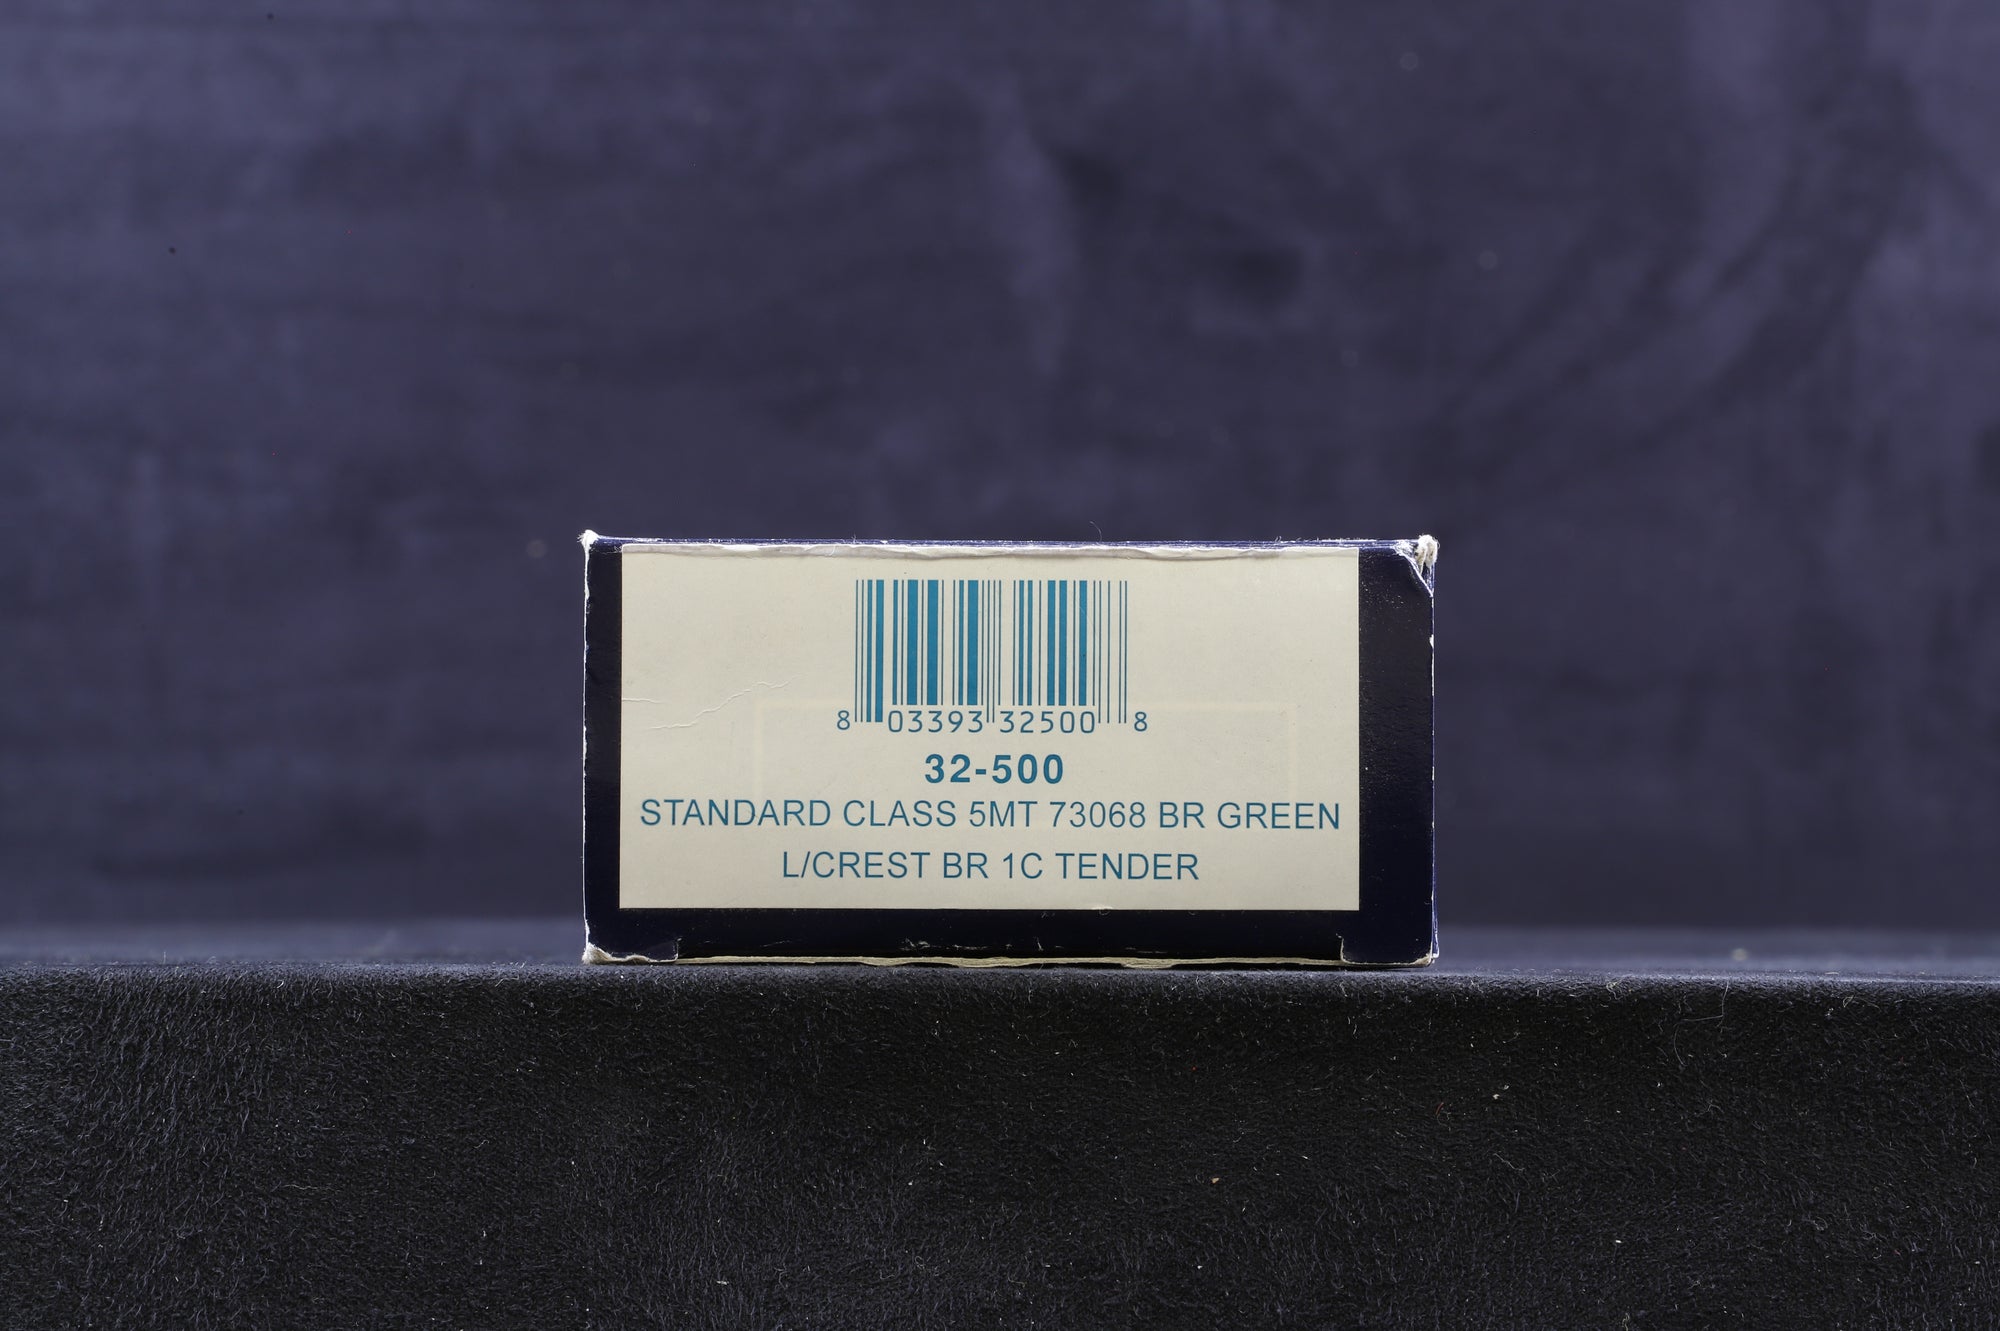 8 03393 32500 8
32-500
STANDARD CLASS 5MT 73068 BR GREEN
L/CREST BR 1C TENDER